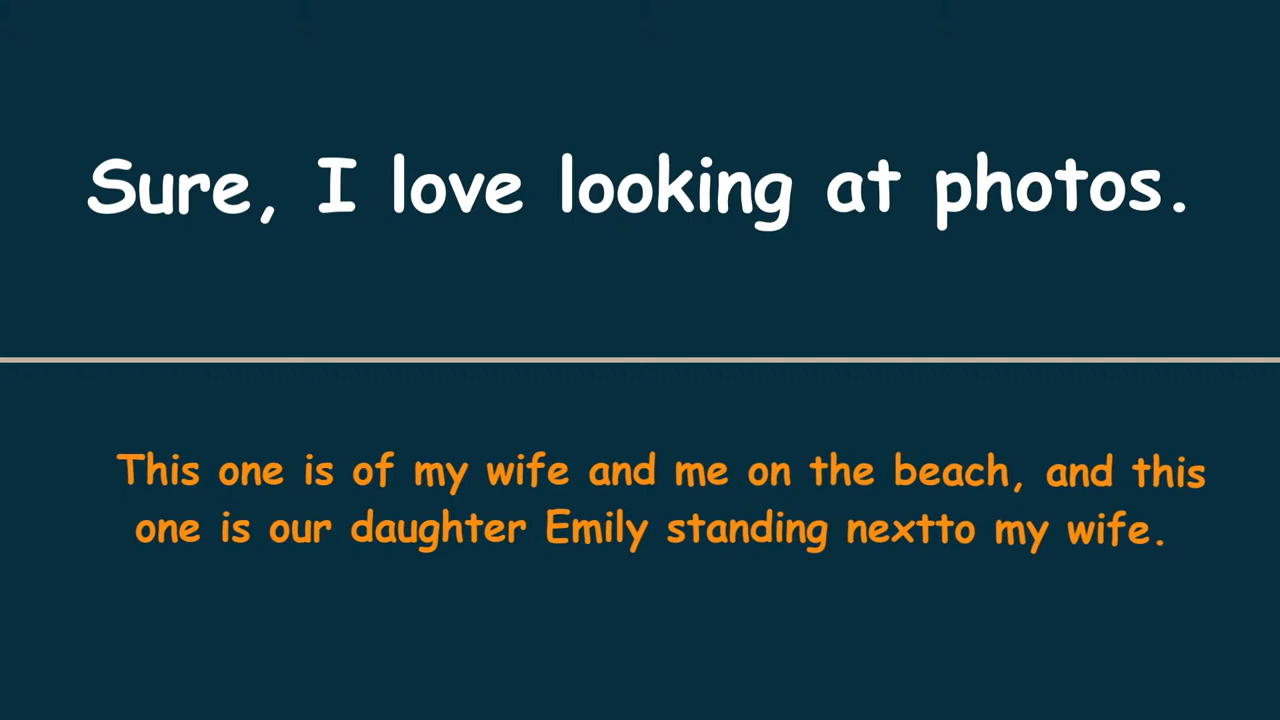 Sure, I love looking at photos.
This one is of my wife and me on the beach, and this
one is our daughter Emily standing nextto my wife.